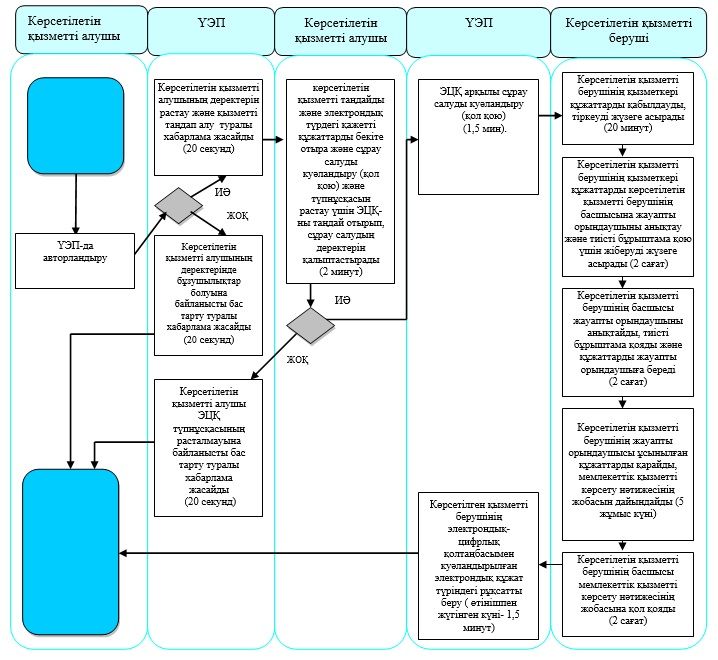 Көрсетілетін
қызметті алушы
ҮЭП
Көрсетілетін
қызметті алушы
ҮЭП
Көрсетілетін қызметті
беруші
ҮЭП-да
авторландыру
Көрсетілетін қызметті
алушының деректерін
растау және қызметті
таңдап алу туралы
хабарлама жасайды
(20 секунд)
ИӘ
ЖОҚ
Көрсетілетін
қызметті алушының
деректерінде
бұзушылықтар
болуына
байланысты бас
тарту туралы
хабарлама жасайды
(20 секунд)
Көрсетілетін
қызметті алушы
ЭЦҚ
түпнұсқасының
расталмауына
байланысты бас
тарту туралы
хабарлама
жасайды
(20 секунд)
көрсетілетін
қызметті таңдайды
және электрондық
түрдегі қажетті
құжаттарды бекіте
отыра және сұрау
салуды
куәландыру (қол
қою) және
түпнұсқасын
растау үшін ЭЦҚ-
ны таңдай отырып,
сұрау салудың
деректерін
қалыптастырады
(2 минут)
ИӘ
ЖОҚ
ЭЦҚ арқылы сұрау
салуды куәландыру
(қол қою)
(1,5 мин).
Көрсетілген қызметті
берушінің
электрондық-
цифрлық
қолтаңбасымен
куәландырылған
электрондық құжат
түріндегі рұқсатты
беру ( өтінішпен
жүгінген күні- 1,5
минут)
Көрсетілетін қызметті
берушінің қызметкері
құжаттарды қабылдауды,
тіркеуді жүзеге асырады
(20 минут)
Көрсетілетін қызметті
берушінің қызметкері
құжаттарды көрсетілетін
қызметті берушінің
басшысына жауапты
орындаушыны анықтау
және тиісті бұрыштама қою
үшін жіберуді жүзеге
асырады (2 сағат)
Көрсетілетін қызметті
берушінің басшысы
жауапты орындаушыны
анықтайды, тиісті
бұрыштама қояды және
құжаттарды жауапты
орындаушыға береді
(2 сағат)
Көрсетілетін қызметті
берушінің жауапты
орындаушысы ұсынылған
құжаттарды қарайды,
мемлекеттік қызметті
көрсету нәтижесінің
жобасын дайындайды (5
жұмыс күні)
Көрсетілетін қызметті
берушінің басшысы
мемлекеттік қызметті
көрсету нәтижесінің
жобасына қол қояды
(2 сағат)